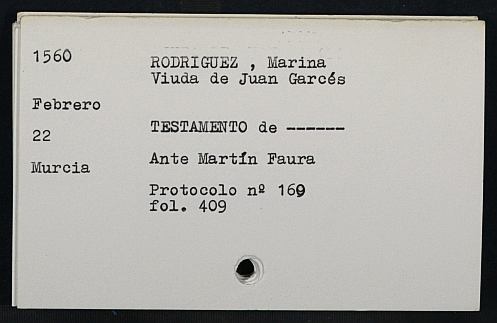 1560
RODRIGUEZ , Marina
Viuda de Juan Garcés
Febrero
22
TESTAMENTO de ------
Murcia
Ante Martín Faura
Protocolo nº 169
fol. 409